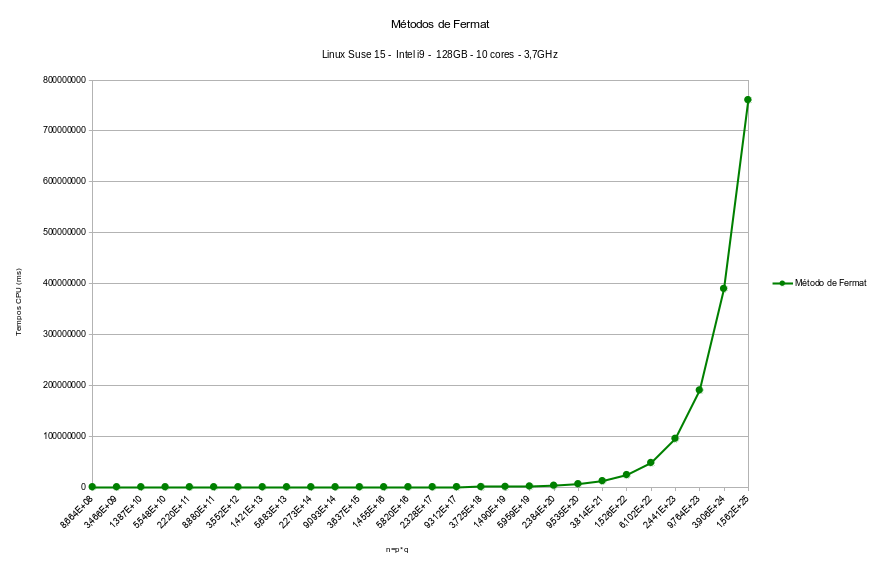 Métodos de Fermat
Linux Suse 15 - Intel i9 - 128GB - 10 cores - 3,7GHz
800000000
700000000
600000000
500000000
400000000
300000000
200000000
100000000
0
Tempos CPU (ms)
Método de Fermat
8,664E+08
3,466E+09
1,387E+10
5,548E+10
2,220E+11
8,880E+11
3,552E+12
1,421E+13
5,683E+13
2,273E+14
9,093E+14
3,637E+15
1,455E+16
5,820E+16
2,328E+17
9,312E+17
3,725E+18
1,490E+19
5,959E+19
2,384E+20
9,535E+20
3,814E+21
1,526E+22
6,102E+22
2,441E+23
9,764E+23
3,906E+24
1,562E+25
n=p*q